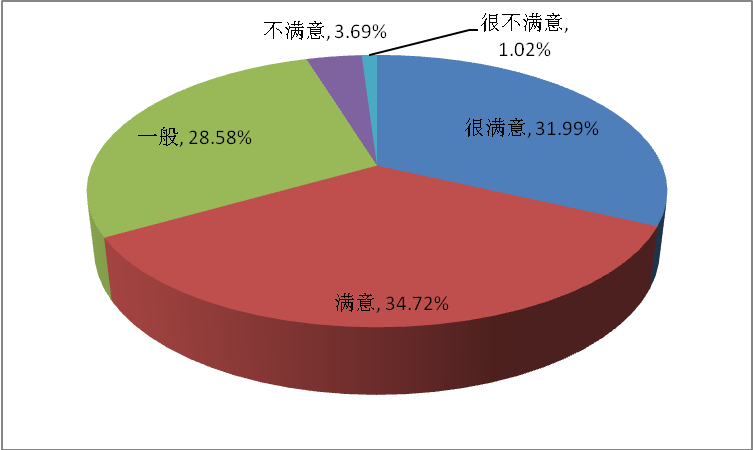 很不满意,
1.02%
不满意, 3.69%
很满意, 31.99%
一般, 28.58%
满意, 34.72%